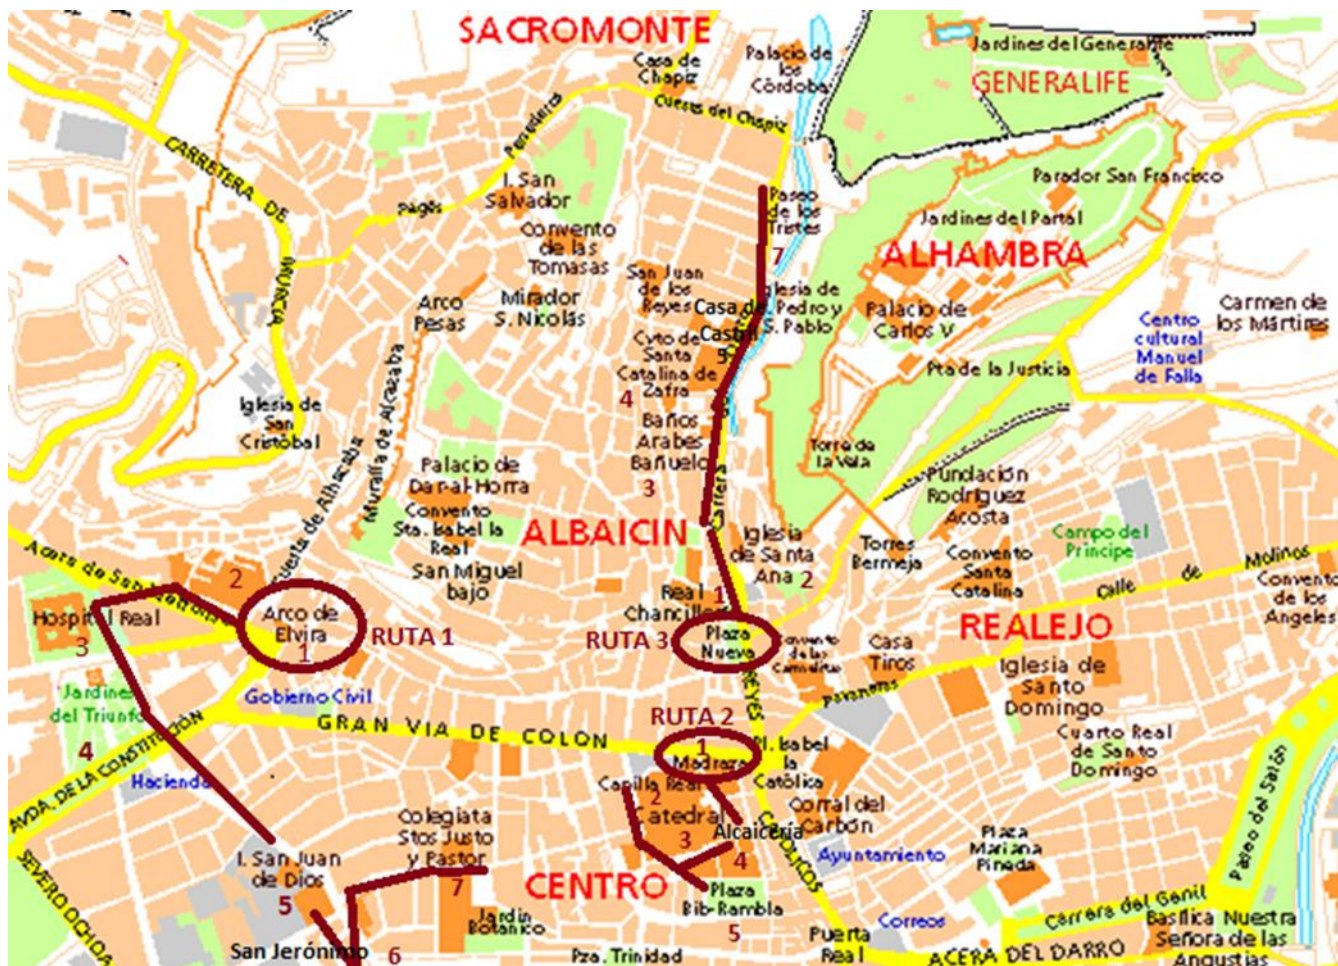 SACROMONTE
Casa de
Chapiz
Palacio de
los
Córdoba
Jardines del Generalife
GENERALIFE
Cuesta del Chapiz
Panaderos
CARRETERA DE
I. San
Salvador
Pagés
Paseo
de los
Tristes
7
Parador San Francisco
Jardines del Partal
ALHAMBRA
Convento
de las
Tomasas
San Juan
de los
Reyes
Arco
Pesas
Mirador
S. Nicolás
Casa de
Castril
5
Iglesia de
Pedro y
S. Pablo
Palacio de
Carlos V
Centro
cultural
Manuel
de Falla
Carmen de
los Mártires
Cvto de
Santa
Catalina de
Zafra
4
Pta de la Justicia
Iglesia de
San
Cristóbal
Muralla de Alcazaba
Cuesta de Alhacaba
Baños
Arabes
Bañuelo
3
Carrera
Torre de
la Vela
Palacio de
Dar-al-Horra
Convento
Sta. Isabel la
Real
San Miguel
bajo
ALBAICIN
Fundación
Rodríguez
Acosta
Campo del
Príncipe
Iglesia
de Santa
Ana 2
Torres
Bermeja
Convento
Santa
Catalina
Calle de Molinos
Convento
de los
Angeles
Acera de San
2
Hospital Real
3
Arco de
Elvira
1
RUTA 1
Real
1
RUTA 3
Plaza
Nueva
Convento
de las
Carmelitas
Casa
Tiros
REALEJO
Pavaneras
Iglesia de
Santo
Domingo
Cuarto Real
de Santo
Domingo
Jardines
del Triunfo
4
Gobierno Civil
GRAN VIA DE COLON
REYES
RUTA 2
1
Madraza
Pl. Isabel
la
Católica
AVDA. DE LA CONSTITUCIÓN
Hacienda
Capilla Real
2
Catedral
3
Alcaicería
4
CATOLICOS
Corral del
Carbón
Ayuntamiento
Plaza
Mariana
Pineda
Paseo del Salón
Colegiata
Stos Justo
y Pastor
7
SEVERO OCHOA
I. San Juan
de Dios
5
CENTRO
Plaza
Bib-Rambla
5
Jardín
Botánico
San Jerónimo
6
Pza. Trinidad
Puerta
Real
Correos
Carrera del Genil
ACERA DEL DARRO
Basílica Nuestra
Señora de las
Angustias